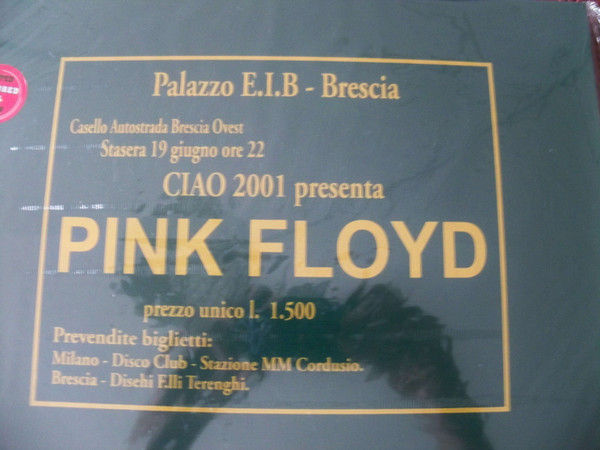 Palazzo E.I.B - Brescia
Casello Autostrada Brescia Ovest
Stasera 19 giugno ore 22
CIAO 2001 presenta
PINK FLOYD
prezzo unico l. 1.500
Prevendite biglietti:
Milano - Disco Club - Stazione MM Cordusio.
Brescia - Disehi F.lli Terenghi.